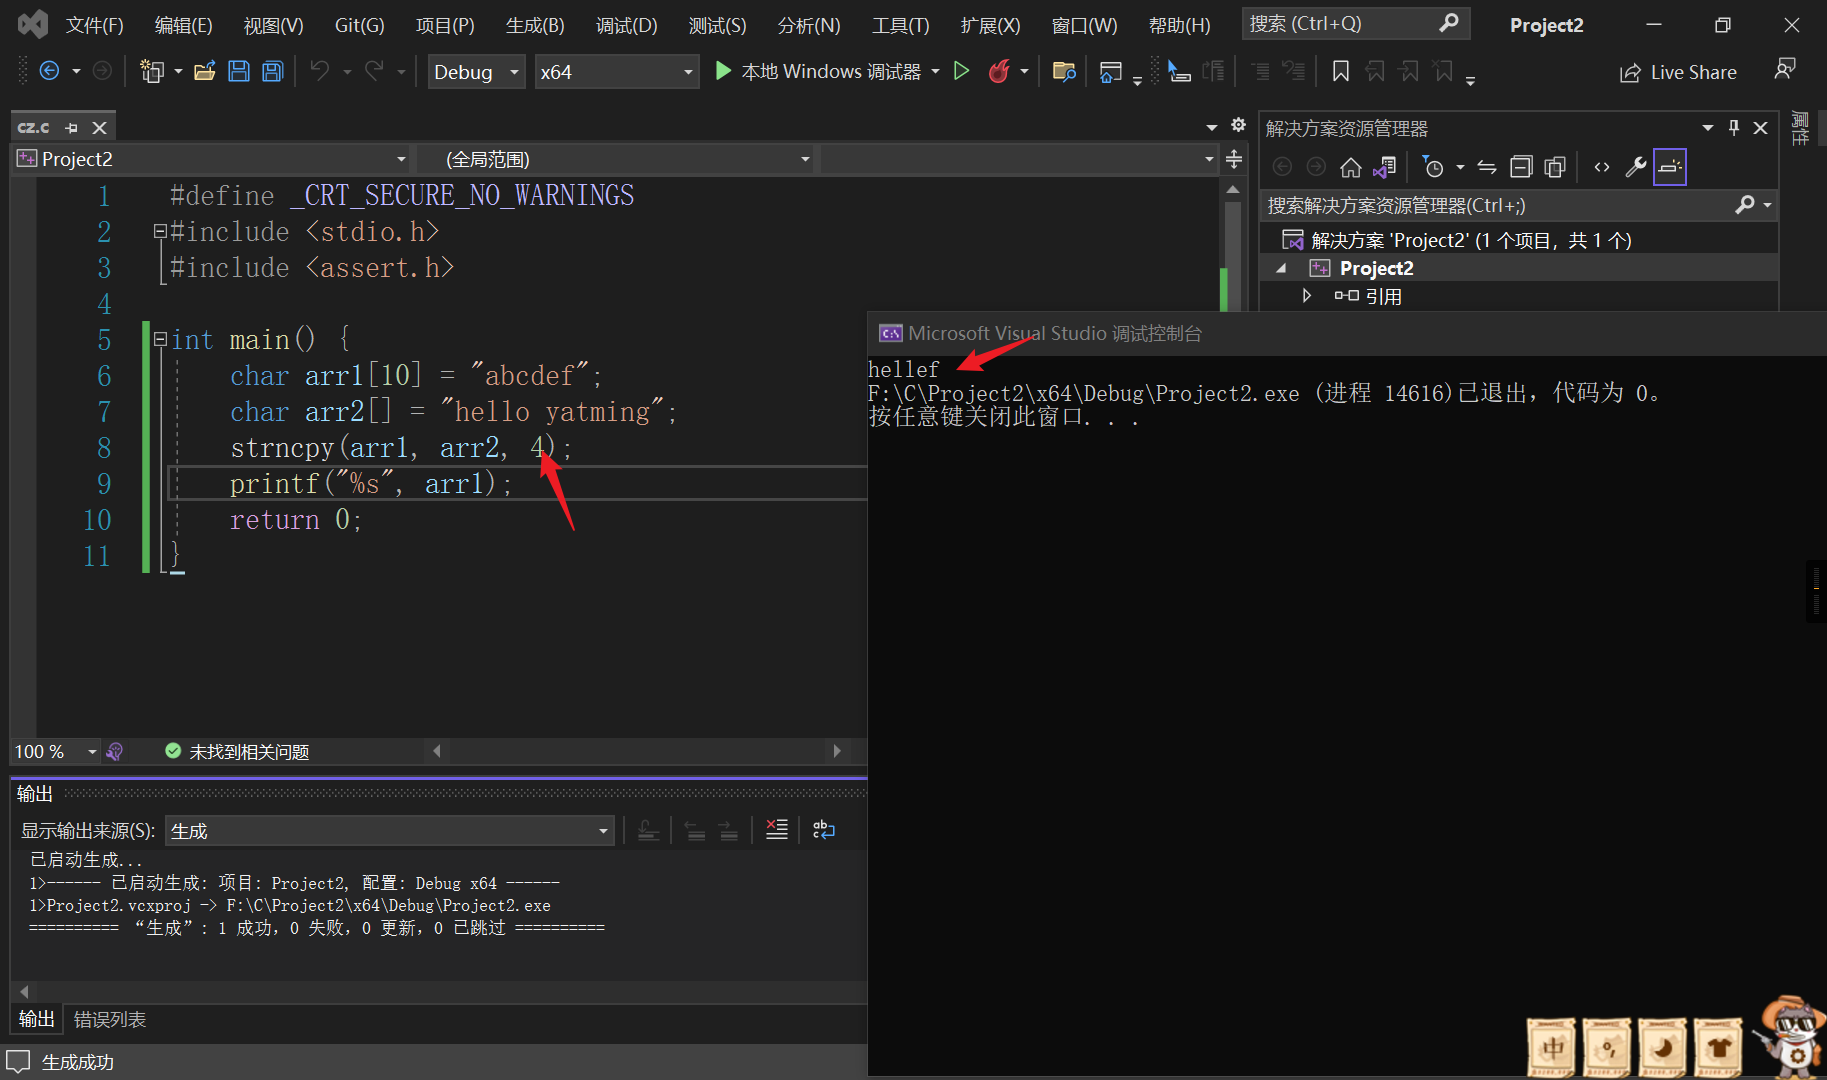 文件(F) 编辑(E) 视图(V) Git(G) 项目(P) 生成(B) 调试(D) 测试(S) 分析(N) 工具(T) 扩展(X) 窗口(W) 帮助(H) 搜索 (Ctrl+Q) Project2
Debug x64 本地 Windows 调试器 Live Share
cz.c
Project2 (全局范围)
1 #define _CRT_SECURE_NO_WARNINGS
2 #include <stdio.h>
3 #include <assert.h>
4
5 int main() {
6 char arr1[10] = "abcdef";
7 char arr2[] = "hello yatming";
8 strncpy(arr1, arr2, 4);
9 printf("%s", arr1);
10 return 0;
11 }
100 % 未找到相关问题
解决方案资源管理器
搜索解决方案资源管理器(Ctrl+;)
解决方案 'Project2' (1 个项目，共 1 个)
Project2
引用
属性
Microsoft Visual Studio 调试控制台
hellef
F:\C\Project2\x64\Debug\Project2.exe (进程 14616)已退出，代码为 0。
按任意键关闭此窗口. . .
输出
显示输出来源(S): 生成
已启动生成...
1>------ 已启动生成: 项目: Project2, 配置: Debug x64 ------
1>Project2.vcxproj -> F:\C\Project2\x64\Debug\Project2.exe
========== “生成”: 1 成功，0 失败，0 更新，0 已跳过 ==========
输出 错误列表
生成成功
中